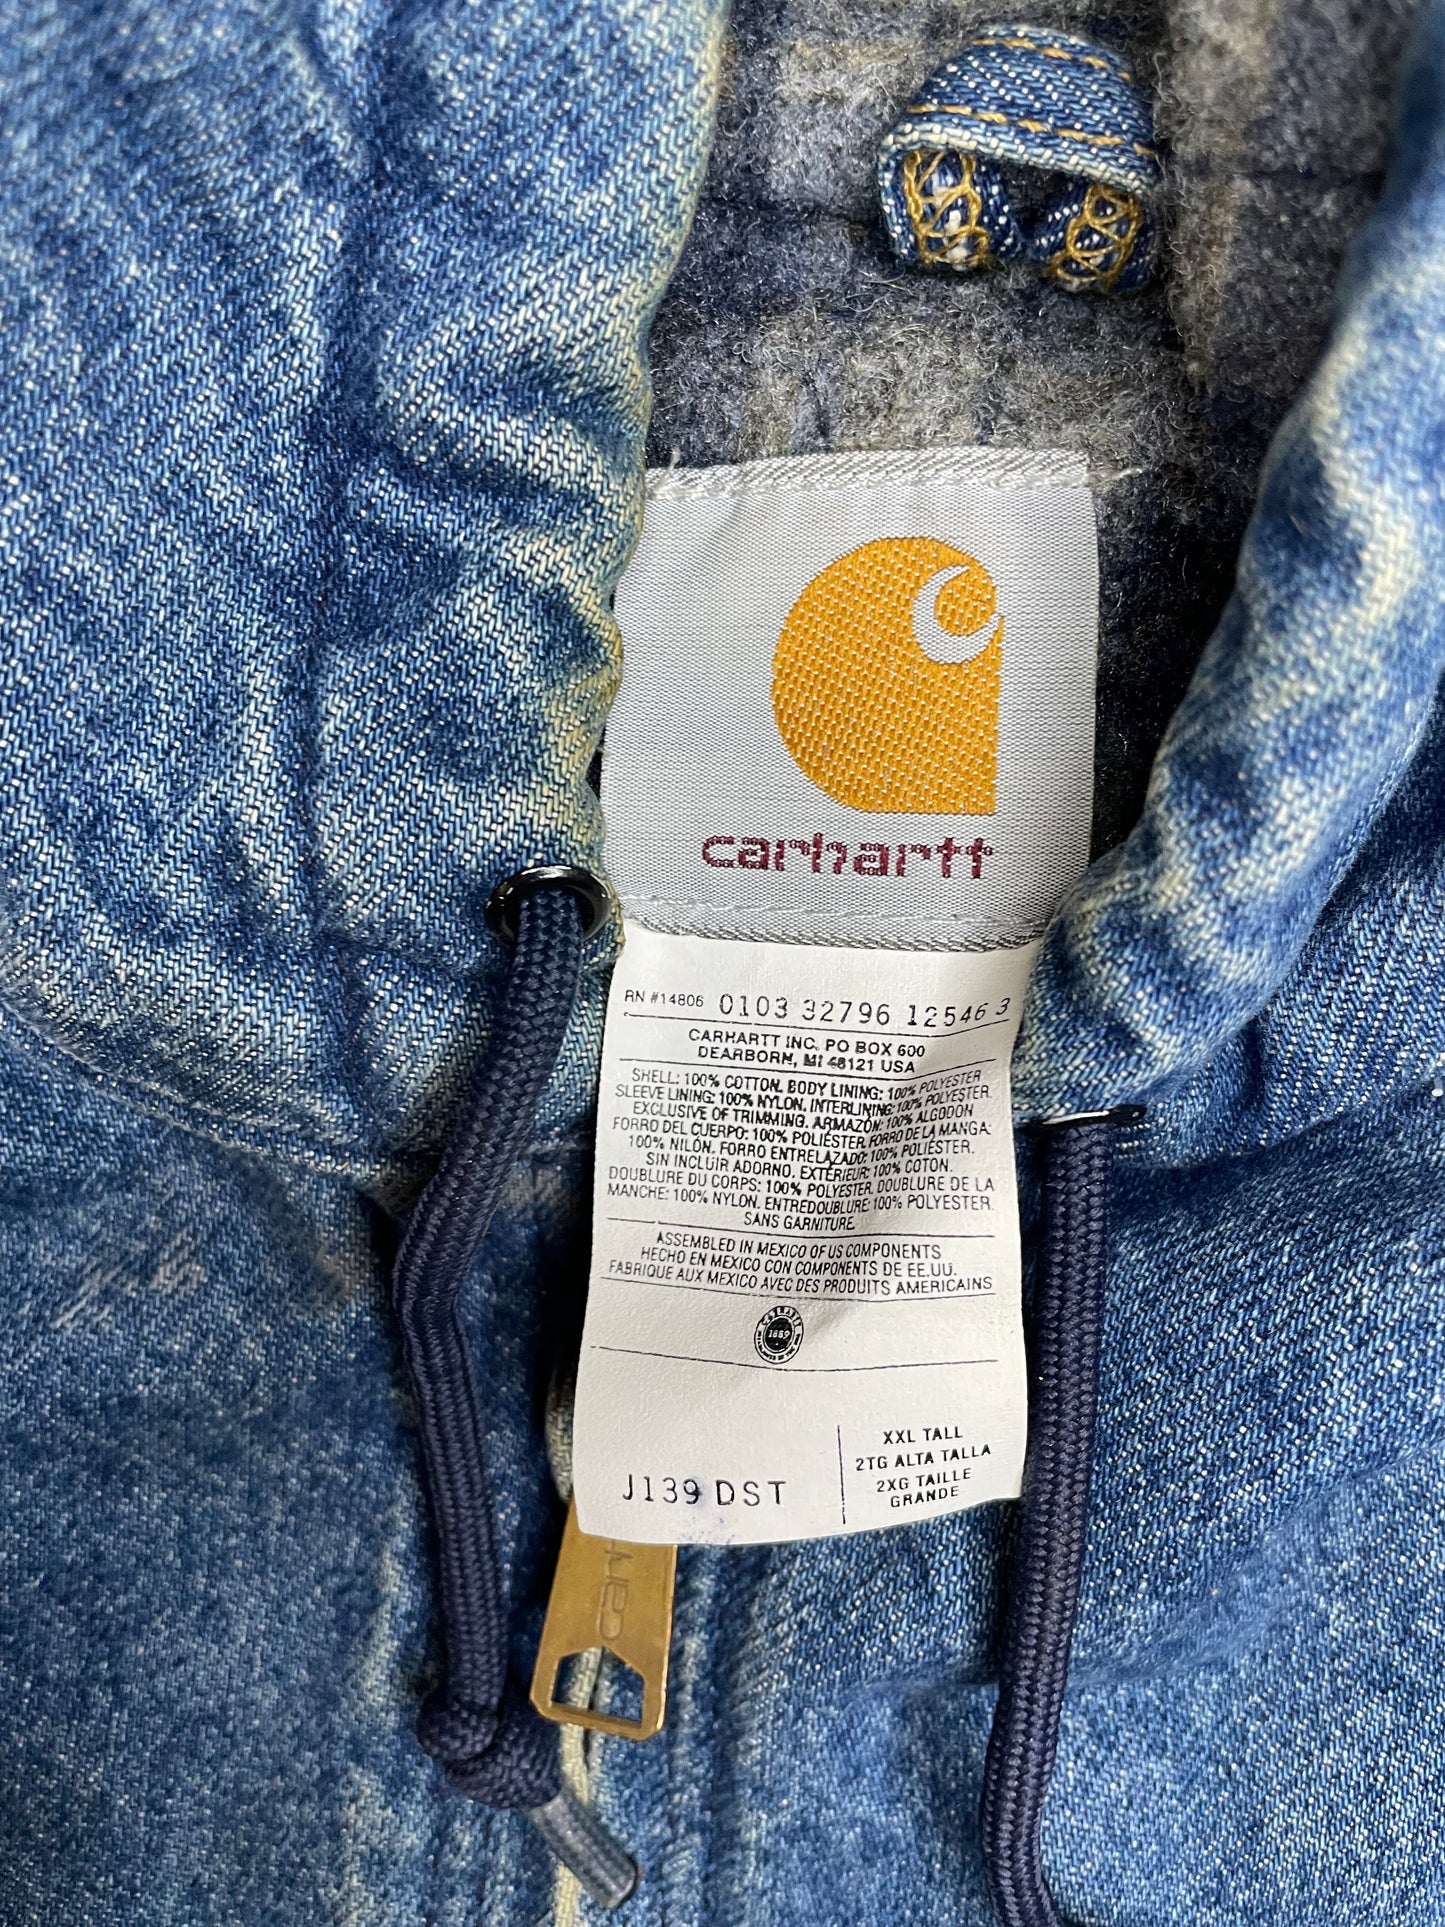 carhartt
RN #14806 0103 32796 12546 3
CARHARTT INC. PO BOX 600
DEARBORN, MI 48121 USA
SHELL: 100% COTTON. BODY LINING: 100% POLYESTER
SLEEVE LINING: 100% NYLON. INTERLINING: 100% POLYESTER.
EXCLUSIVE OF TRIMMING. ARMAZÓN: 100% ALGODON
FORRO DEL CUERPO: 100% POLIÉSTER. FORRO DE LA MANGA:
100% NILÓN. FORRO ENTRELAZADO: 100% POLIÉSTER.
SIN INCLUIR ADORNO. EXTÉRIEUR: 100% COTON.
DOUBLURE DU CORPS: 100% POLYESTER. DOUBLURE DE LA
MANCHE: 100% NYLON. ENTREDOUBLURE: 100% POLYESTER.
SANS GARNITURE.
ASSEMBLED IN MEXICO OF US COMPONENTS
HECHO EN MEXICO CON COMPONENTS DE EE.UU.
FABRIQUE AUX MEXICO AVEC DES PRODUITS AMERICAINS
1889
XXL TALL
2TG ALTA TALLA
2XG TAILLE
GRANDE
J139 DST